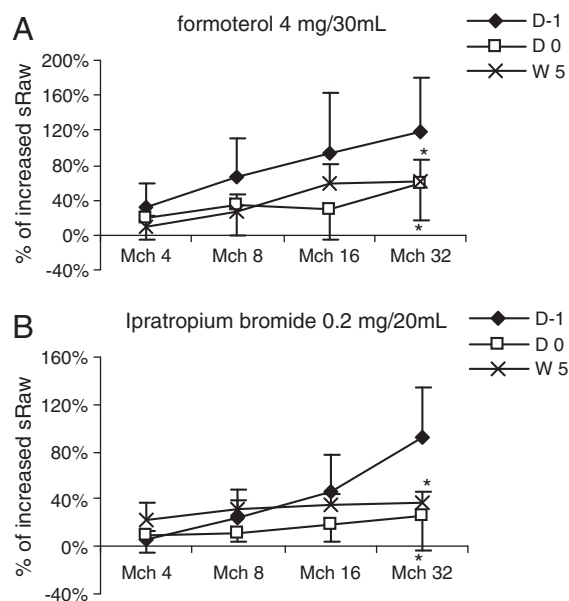 A
formoterol 4 mg/30mL
D-1
D 0
W 5
% of increased sRaw
200%
160%
120%
80%
40%
0%
-40%
Mch 4 Mch 8 Mch 16 Mch 32
*
*
B
Ipratropium bromide 0.2 mg/20mL
D-1
D 0
W 5
% of increased sRaw
160%
120%
80%
40%
0%
-40%
Mch 4 Mch 8 Mch 16 Mch 32
*
*